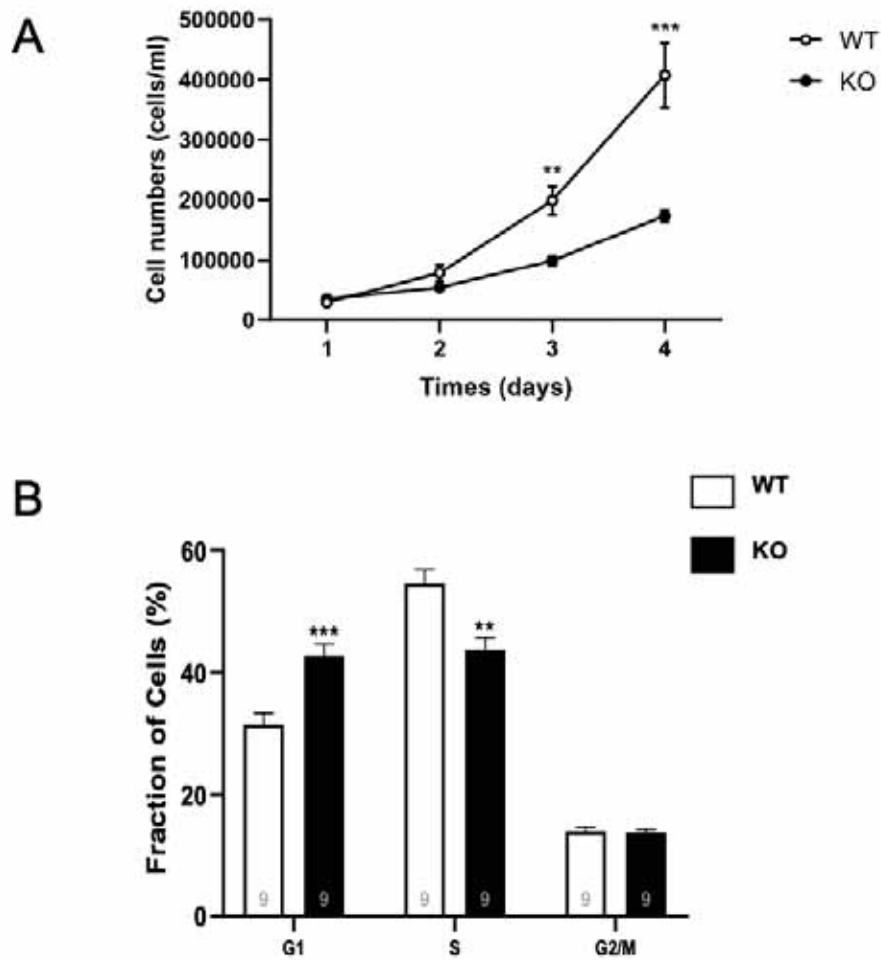 A
Cell numbers (cells/ml)
500000
400000
300000
200000
100000
0
**
***
1 2 3 4
Times (days)
WT
KO
B
WT
KO
Fraction of Cells (%)
60
40
20
0
*** **
9 9 9 9 9 9
G1 S G2/M